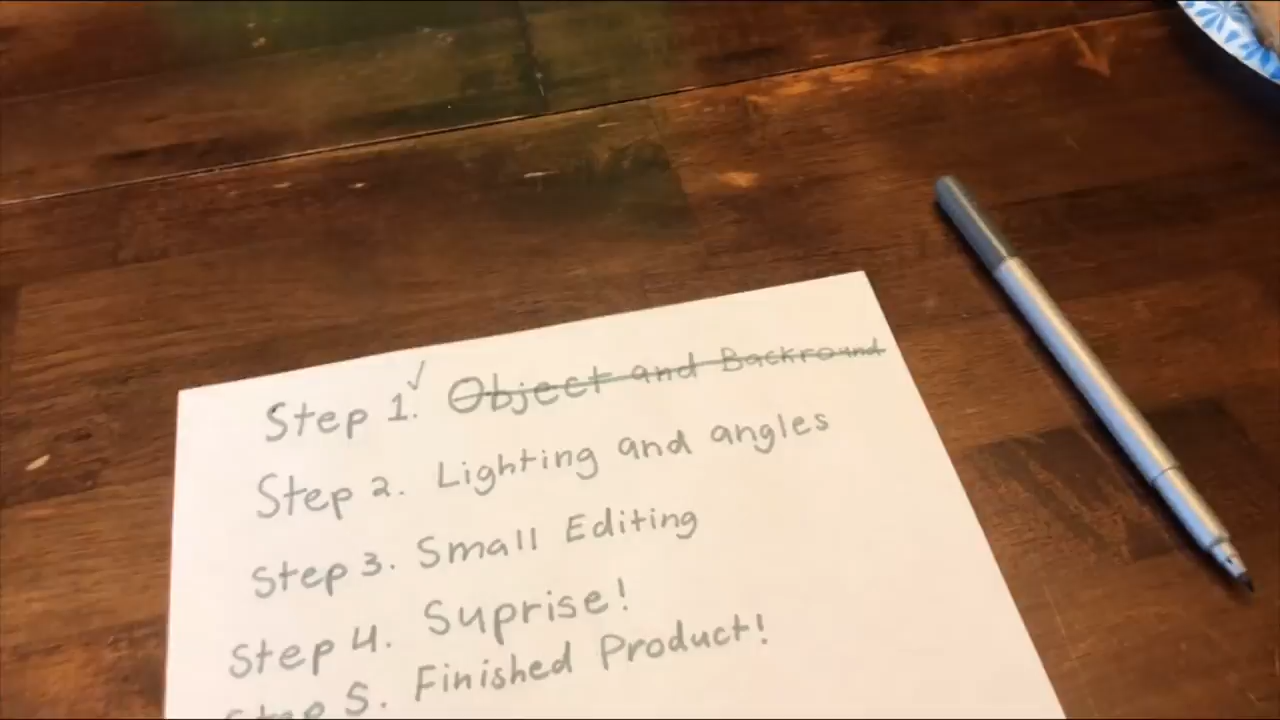 Step 1. ✓ Object and Backround
Step 2. Lighting and angles
Step 3. Small Editing
Step 4. Suprise!
Step 5. Finished Product!